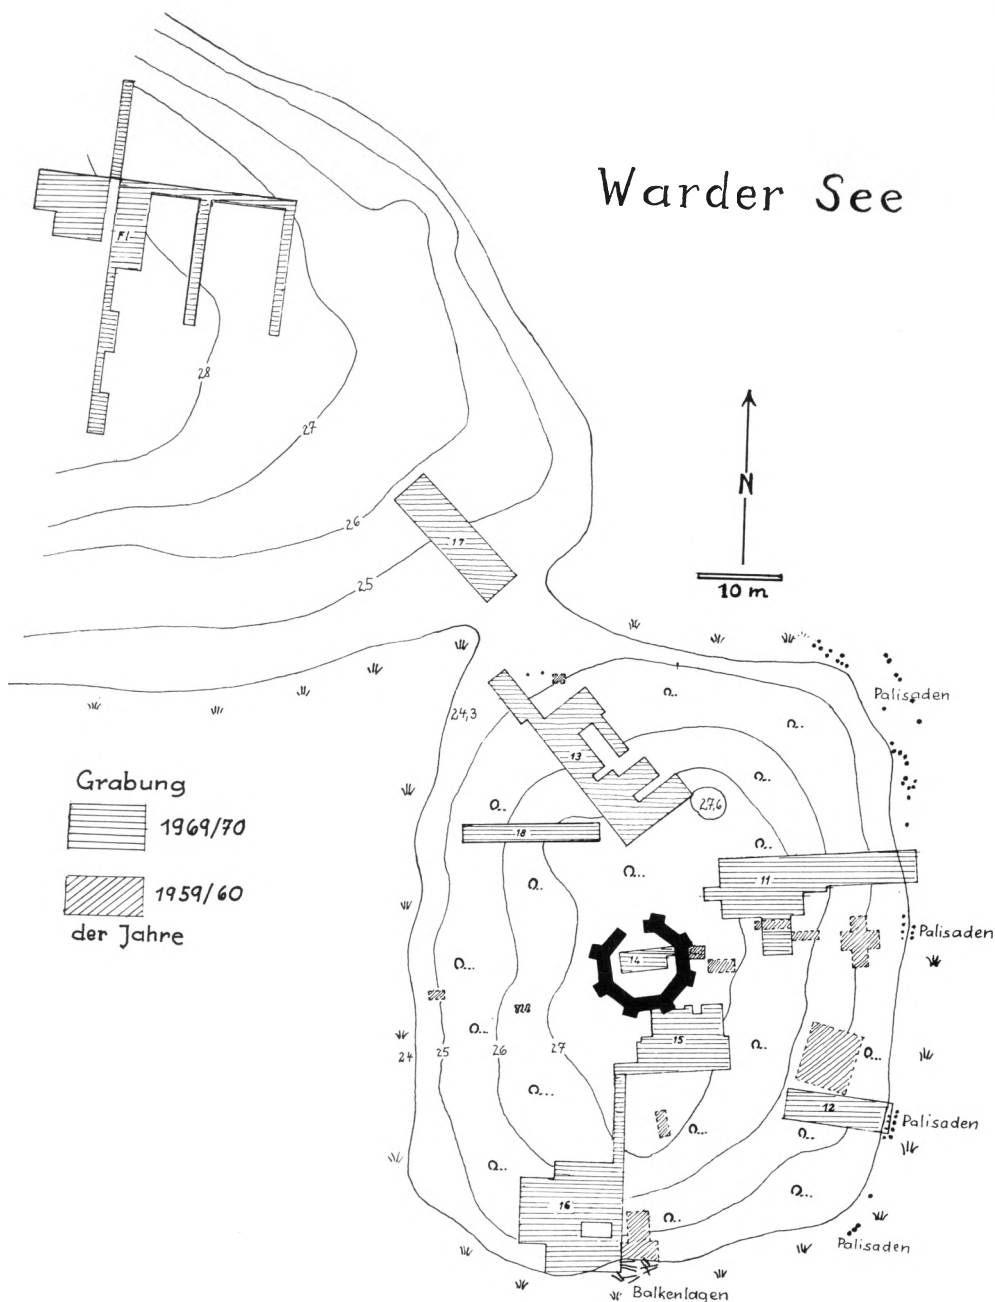 Warder See
F1
28
27
N
26
17
10 m
25
Palisaden
24,3
13
Grabung
27,6
1969/70
18
11
1959/60
der Jahre
Palisaden
14
15
24
25
26
27
12
Palisaden
16
Palisaden
Balkenlagen